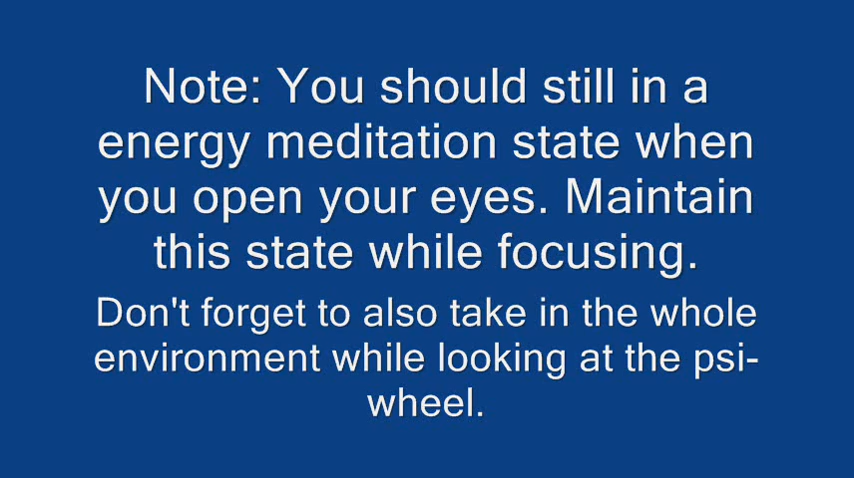 Note: You should still in a
energy meditation state when
you open your eyes. Maintain
this state while focusing.
Don't forget to also take in the whole
environment while looking at the psi-
wheel.